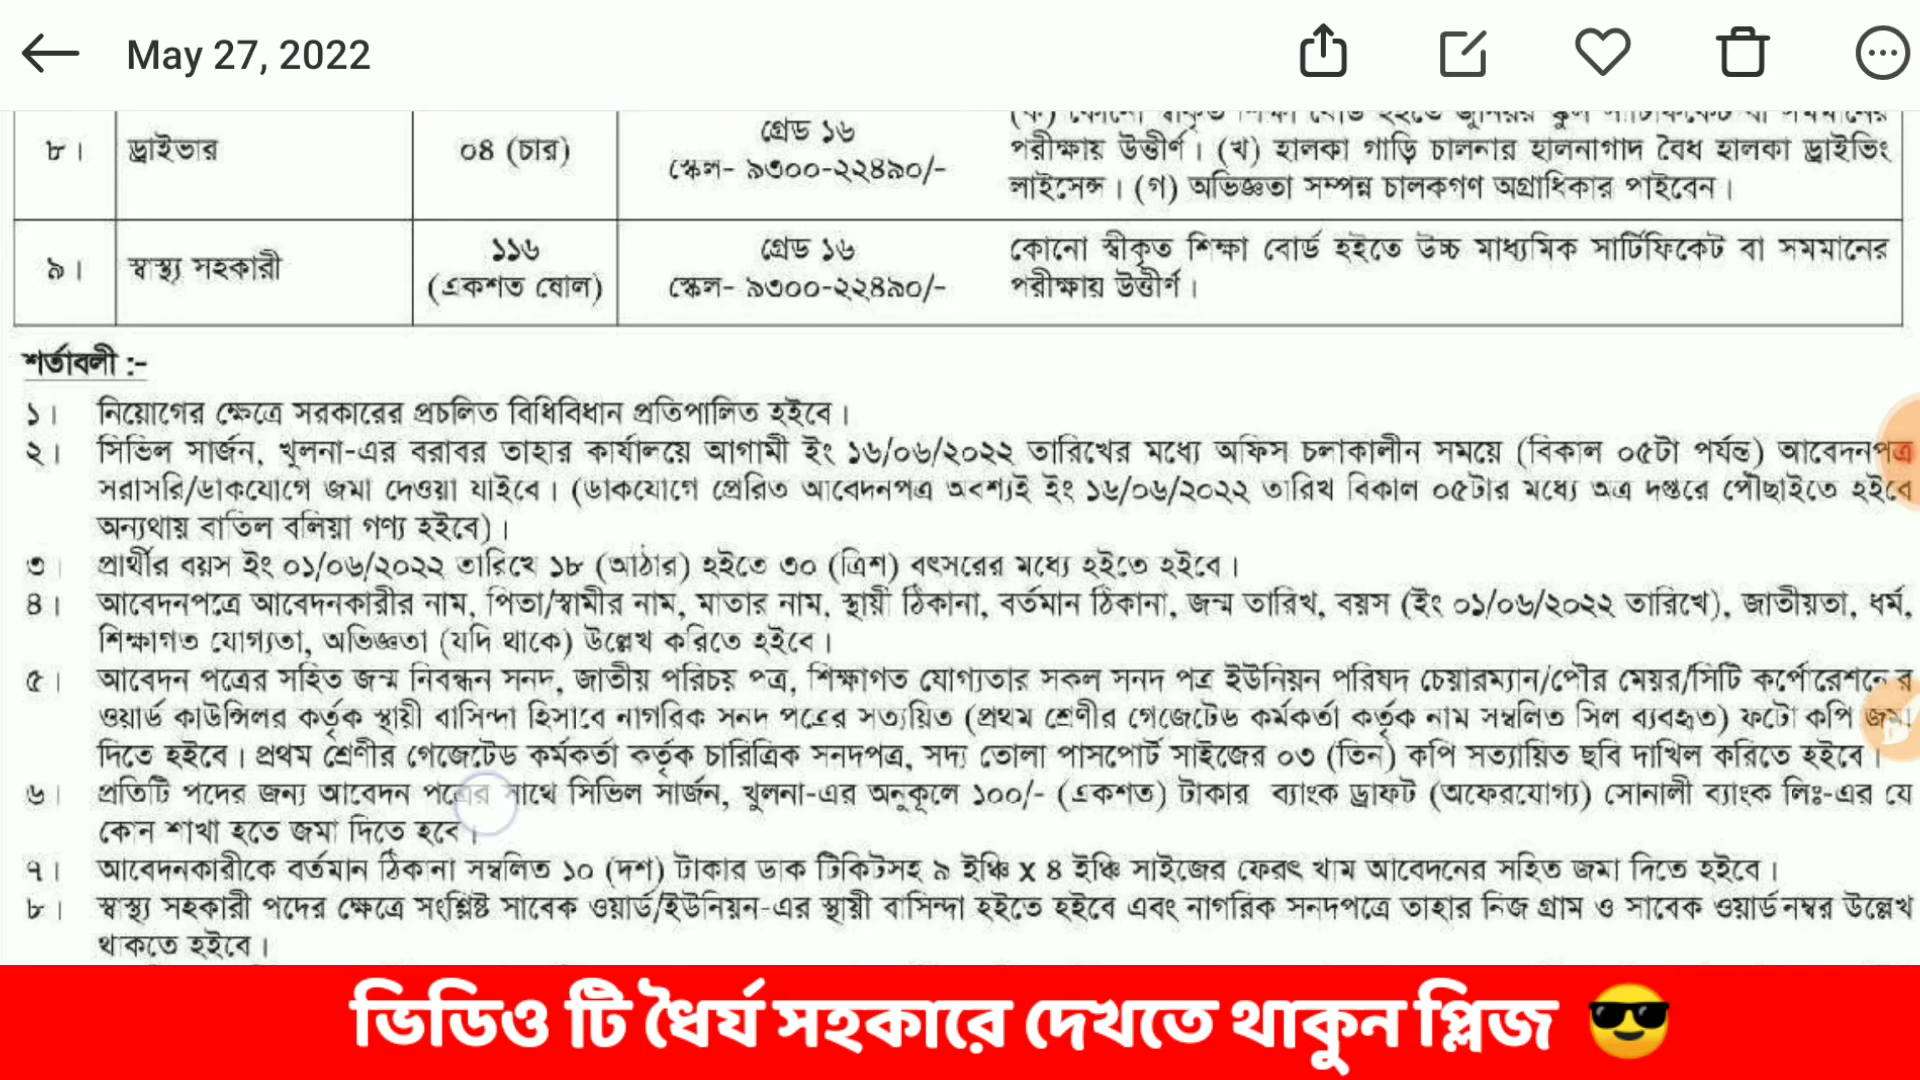 May 27, 2022
৮। ড্রাইভার ০৪ (চার) গ্রেড ১৬ স্কেল- ৯৩০০-২২৪৯০/-
(ক) কোনো স্বীকৃত শিক্ষা বোর্ড হইতে জুনিয়র স্কুল সার্টিফিকেট বা সমমানের
পরীক্ষায় উত্তীর্ণ। (খ) হালকা গাড়ি চালনার হালনাগাদ বৈধ হালকা ড্রাইভিং
লাইসেন্স। (গ) অভিজ্ঞতা সম্পন্ন চালকগণ অগ্রাধিকার পাইবেন।
৯। স্বাস্থ্য সহকারী ১১৬ (একশত ষোল) গ্রেড ১৬ স্কেল- ৯৩০০-২২৪৯০/-
কোনো স্বীকৃত শিক্ষা বোর্ড হইতে উচ্চ মাধ্যমিক সার্টিফিকেট বা সমমানের
পরীক্ষায় উত্তীর্ণ।
শর্তাবলী :-
১। নিয়োগের ক্ষেত্রে সরকারের প্রচলিত বিধিবিধান প্রতিপালিত হইবে।
২। সিভিল সার্জন, খুলনা-এর বরাবর তাহার কার্যালয়ে আগামী ইং ১৬/০৬/২০২২ তারিখের মধ্যে অফিস চলাকালীন সময়ে (বিকাল ০৫টা পর্যন্ত) আবেদনপত্র
সরাসরি/ডাকযোগে জমা দেওয়া যাইবে। (ডাকযোগে প্রেরিত আবেদনপত্র অবশ্যই ইং ১৬/০৬/২০২২ তারিখ বিকাল ০৫টার মধ্যে অত্র দপ্তরে পৌঁছাইতে হইবে
অন্যথায় বাতিল বলিয়া গণ্য হইবে)।
৩। প্রার্থীর বয়স ইং ০১/০৬/২০২২ তারিখে ১৮ (আঠার) হইতে ৩০ (ত্রিশ) বৎসরের মধ্যে হইতে হইবে।
৪। আবেদনপত্রে আবেদনকারীর নাম, পিতা/স্বামীর নাম, মাতার নাম, স্থায়ী ঠিকানা, বর্তমান ঠিকানা, জন্ম তারিখ, বয়স (ইং ০১/০৬/২০২২ তারিখে), জাতীয়তা, ধর্ম,
শিক্ষাগত যোগ্যতা, অভিজ্ঞতা (যদি থাকে) উল্লেখ করিতে হইবে।
৫। আবেদন পত্রের সহিত জন্ম নিবন্ধন সনদ, জাতীয় পরিচয় পত্র, শিক্ষাগত যোগ্যতার সকল সনদ পত্র ইউনিয়ন পরিষদ চেয়ারম্যান/পৌর মেয়র/সিটি কর্পোরেশনের
ওয়ার্ড কাউন্সিলর কর্তৃক স্থায়ী বাসিন্দা হিসাবে নাগরিক সনদ পত্রের সত্যয়িত (প্রথম শ্রেণীর গেজেটেড কর্মকর্তা কর্তৃক নাম সম্বলিত সিল ব্যবহৃত) ফটো কপি জমা
দিতে হইবে। প্রথম শ্রেণীর গেজেটেড কর্মকর্তা কর্তৃক চারিত্রিক সনদপত্র, সদ্য তোলা পাসপোর্ট সাইজের ০৩ (তিন) কপি সত্যায়িত ছবি দাখিল করিতে হইবে।
৬। প্রতিটি পদের জন্য আবেদন পত্রের সাথে সিভিল সার্জন, খুলনা-এর অনুকূলে ১০০/- (একশত) টাকার ব্যাংক ড্রাফট (অফেরযোগ্য) সোনালী ব্যাংক লিঃ-এর যে
কোন শাখা হতে জমা দিতে হবে।
৭। আবেদনকারীকে বর্তমান ঠিকানা সম্বলিত ১০ (দশ) টাকার ডাক টিকিটসহ ৯ ইঞ্চি x ৪ ইঞ্চি সাইজের ফেরৎ খাম আবেদনের সহিত জমা দিতে হইবে।
৮। স্বাস্থ্য সহকারী পদের ক্ষেত্রে সংশ্লিষ্ট সাবেক ওয়ার্ড/ইউনিয়ন-এর স্থায়ী বাসিন্দা হইতে হইবে এবং নাগরিক সনদপত্রে তাহার নিজ গ্রাম ও সাবেক ওয়ার্ড নম্বর উল্লেখ
থাকতে হইবে।
ভিডিও টি ধৈর্য সহকারে দেখতে থাকুন প্লিজ 😎